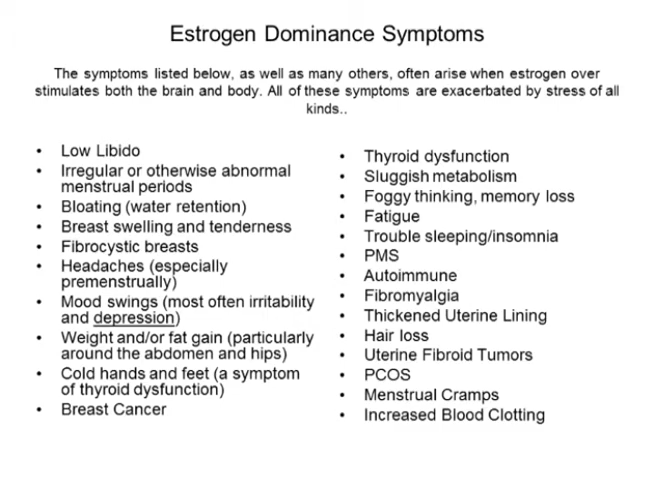 Estrogen Dominance Symptoms
The symptoms listed below, as well as many others, often arise when estrogen over
stimulates both the brain and body. All of these symptoms are exacerbated by stress of all
kinds..
• Low Libido
• Irregular or otherwise abnormal
menstrual periods
• Bloating (water retention)
• Breast swelling and tenderness
• Fibrocystic breasts
• Headaches (especially
premenstrually)
• Mood swings (most often irritability
and depression)
• Weight and/or fat gain (particularly
around the abdomen and hips)
• Cold hands and feet (a symptom
of thyroid dysfunction)
• Breast Cancer
• Thyroid dysfunction
• Sluggish metabolism
• Foggy thinking, memory loss
• Fatigue
• Trouble sleeping/insomnia
• PMS
• Autoimmune
• Fibromyalgia
• Thickened Uterine Lining
• Hair loss
• Uterine Fibroid Tumors
• PCOS
• Menstrual Cramps
• Increased Blood Clotting